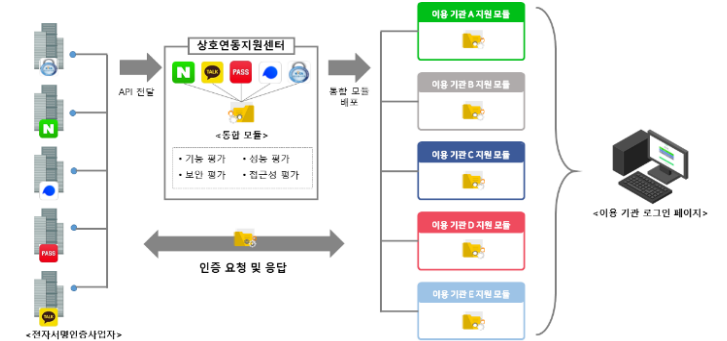 상호연동지원센터
N
TALK
PASS
API 전달
<통합 모듈>
• 기능 평가 • 성능 평가
• 보안 평가 • 접근성 평가
통합 모듈
배포
이용 기관 A 지원 모듈
이용 기관 B 지원 모듈
이용 기관 C 지원 모듈
이용 기관 D 지원 모듈
이용 기관 E 지원 모듈
<이용 기관 로그인 페이지>
인증 요청 및 응답
N
PASS
TALK
<전자서명인증사업자>